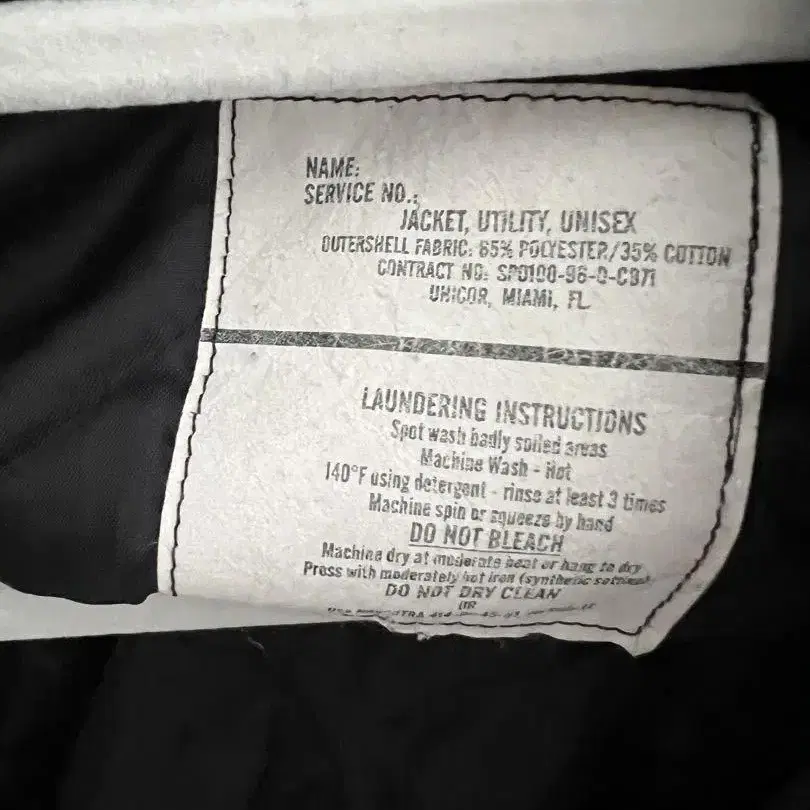 NAME:
SERVICE NO.:
JACKET, UTILITY, UNISEX
OUTERSHELL FABRIC: 65% POLYESTER/35% COTTON
CONTRACT NO: SP0100-96-D-CB71
UNICOR, MIAMI, FL
LAUNDERING INSTRUCTIONS
Spot wash badly soiled areas
Machine Wash - Hot
140°F using detergent - rinse at least 3 times
Machine spin or squeeze by hand
DO NOT BLEACH
Machine dry at moderate heat or hang to dry
Press with moderately hot iron (synthetic setting)
DO NOT DRY CLEAN